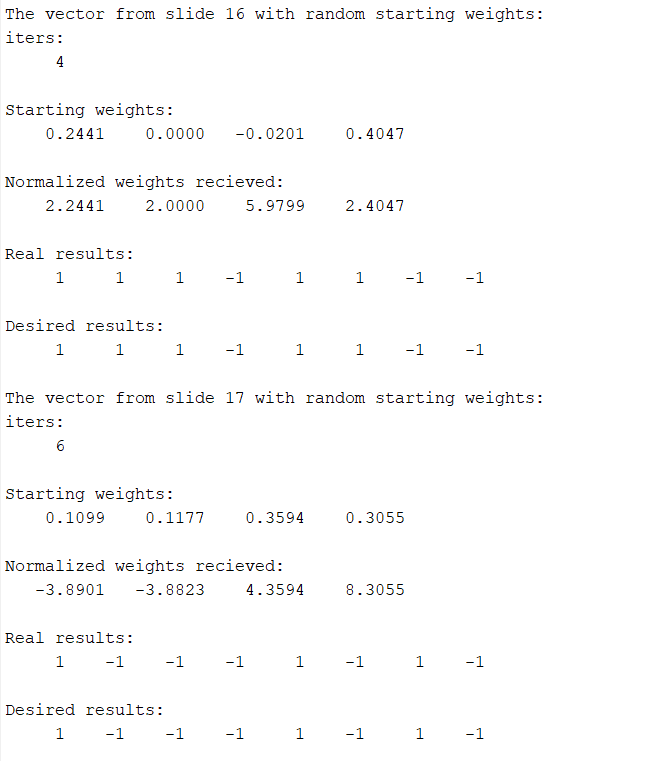 The vector from slide 16 with random starting weights:
iters:
4
Starting weights:
0.2441 0.0000 -0.0201 0.4047
Normalized weights recieved:
2.2441 2.0000 5.9799 2.4047
Real results:
1 1 1 -1 1 1 -1 -1
Desired results:
1 1 1 -1 1 1 -1 -1
The vector from slide 17 with random starting weights:
iters:
6
Starting weights:
0.1099 0.1177 0.3594 0.3055
Normalized weights recieved:
-3.8901 -3.8823 4.3594 8.3055
Real results:
1 -1 -1 -1 1 -1 1 -1
Desired results:
1 -1 -1 -1 1 -1 1 -1